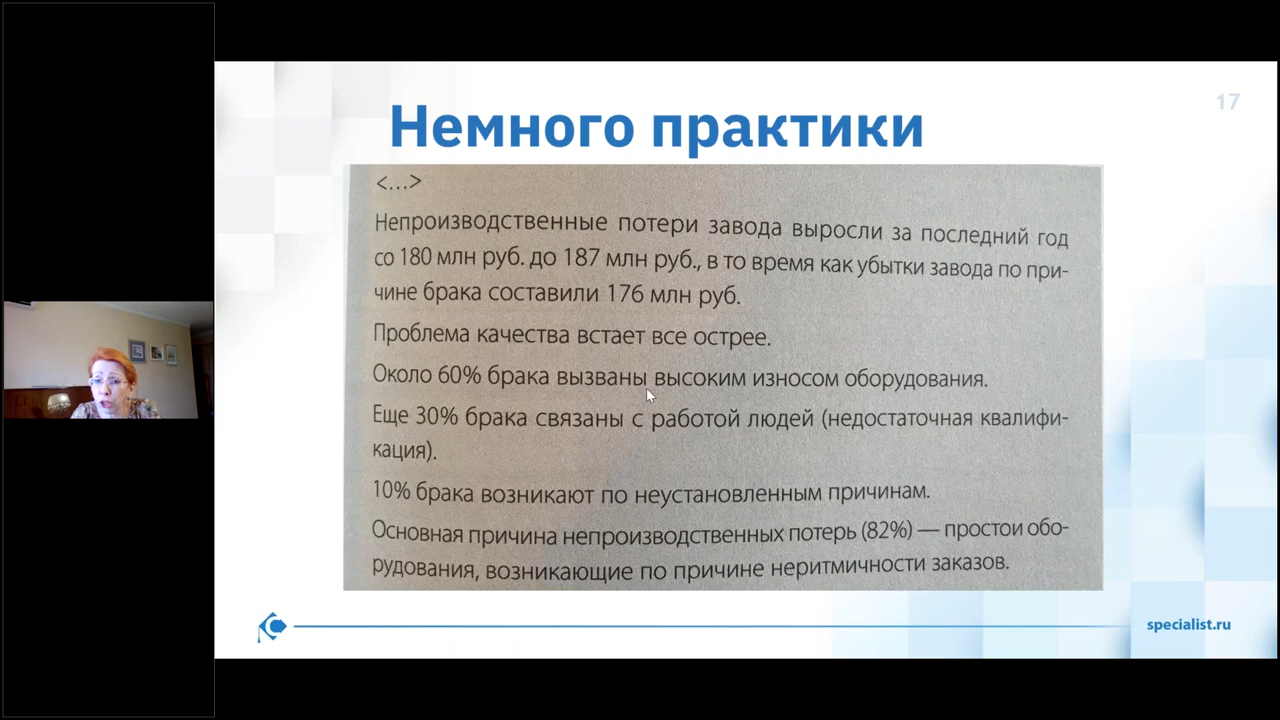 17
Немного практики
<...>
Непроизводственные потери завода выросли за последний год
со 180 млн руб. до 187 млн руб., в то время как убытки завода по при-
чине брака составили 176 млн руб.
Проблема качества встает все острее.
Около 60% брака вызваны высоким износом оборудования.
Еще 30% брака связаны с работой людей (недостаточная квалифи-
кация).
10% брака возникают по неустановленным причинам.
Основная причина непроизводственных потерь (82%) — простои обо-
рудования, возникающие по причине неритмичности заказов.
specialist.ru